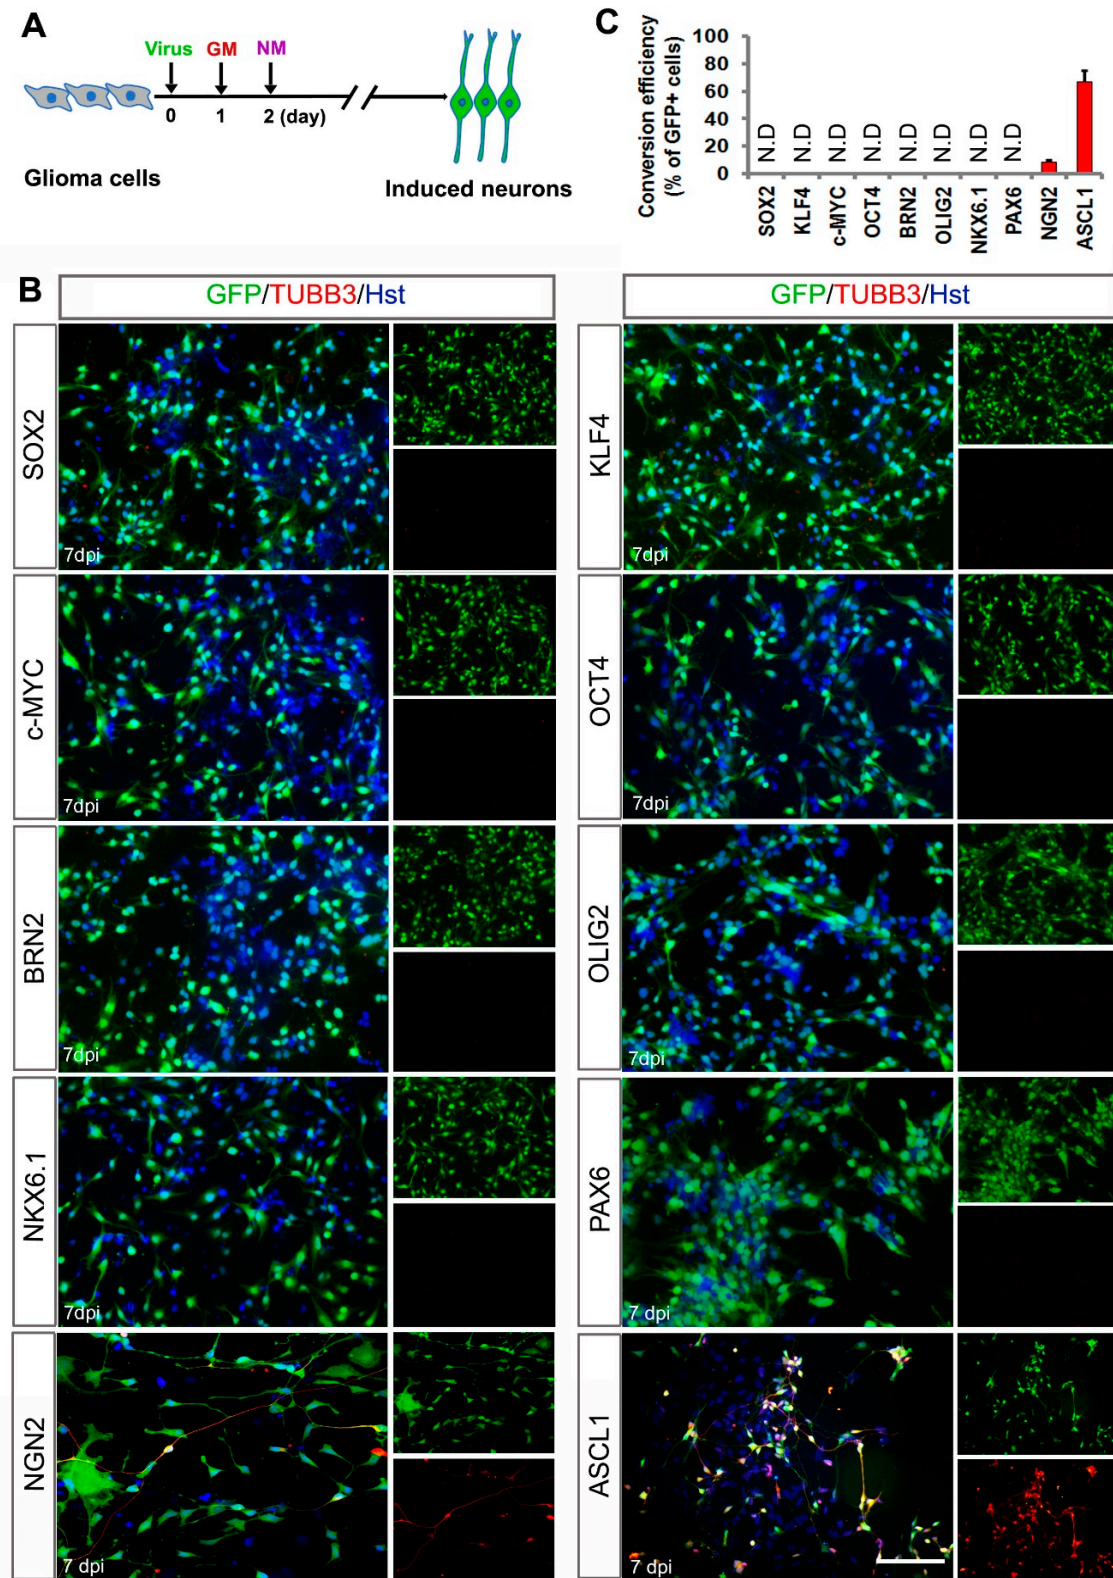 A
Virus GM NM
0 1 2 (day)
Glioma cells
Induced neurons
C
Conversion efficiency
(% of GFP+ cells)
100
80
60
40
20
0
N.D N.D N.D N.D N.D N.D N.D N.D
SOX2 KLF4 c-MYC OCT4 BRN2 OLIG2 NKX6.1 PAX6 NGN2 ASCL1
B
GFP/TUBB3/Hst
GFP/TUBB3/Hst
SOX2
7dpi
KLF4
7dpi
c-MYC
7dpi
OCT4
7dpi
BRN2
7dpi
OLIG2
7dpi
NKX6.1
7dpi
PAX6
7 dpi
NGN2
7 dpi
ASCL1
7 dpi